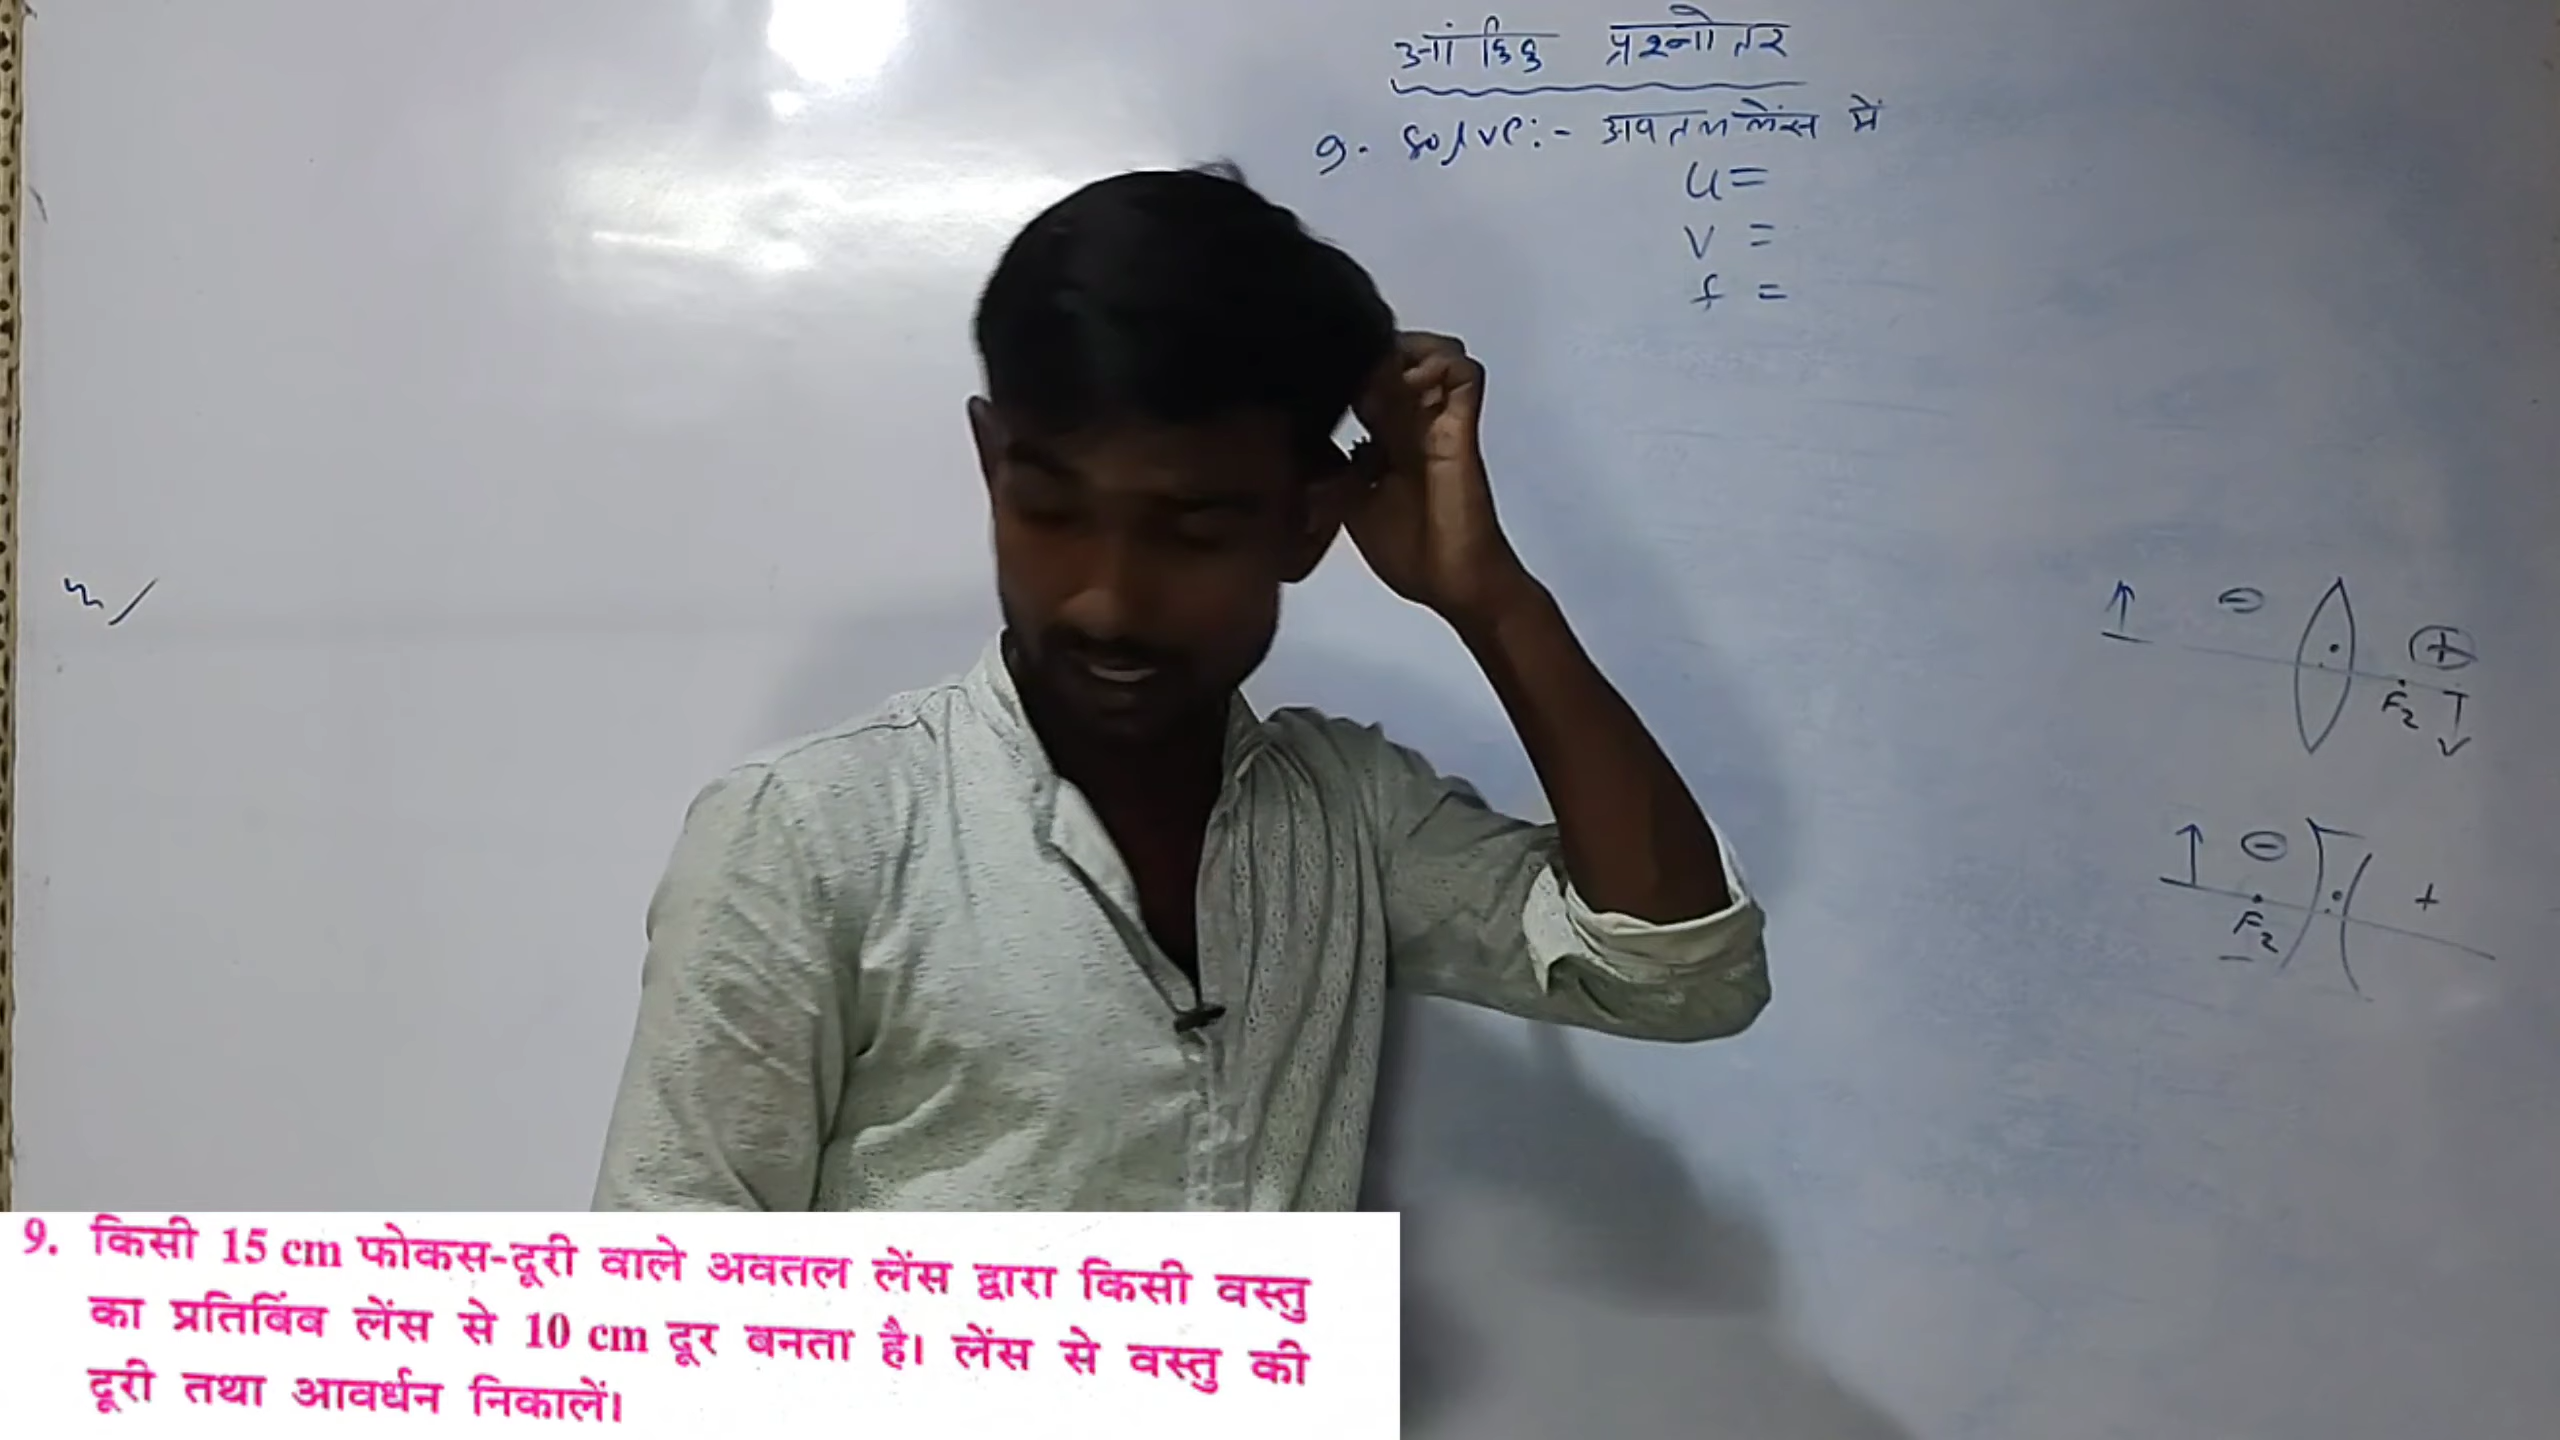 आंकिक प्रश्नोतर
9. Solve:- अवतल लेंस में
u=
v =
f =
⊖
⊕
F2
⊖
+
F2
9. किसी 15 cm फोकस-दूरी वाले अवतल लेंस द्वारा किसी वस्तु
का प्रतिबिंब लेंस से 10 cm दूर बनता है। लेंस से वस्तु की
दूरी तथा आवर्धन निकालें।